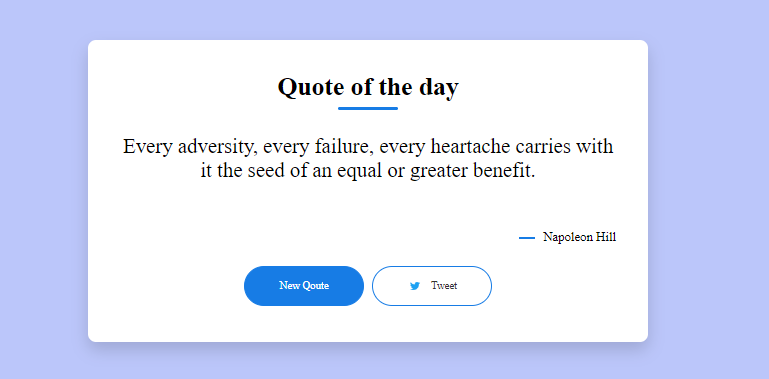 Quote of the day
Every adversity, every failure, every heartache carries with
it the seed of an equal or greater benefit.
Napoleon Hill
New Qoute
Tweet